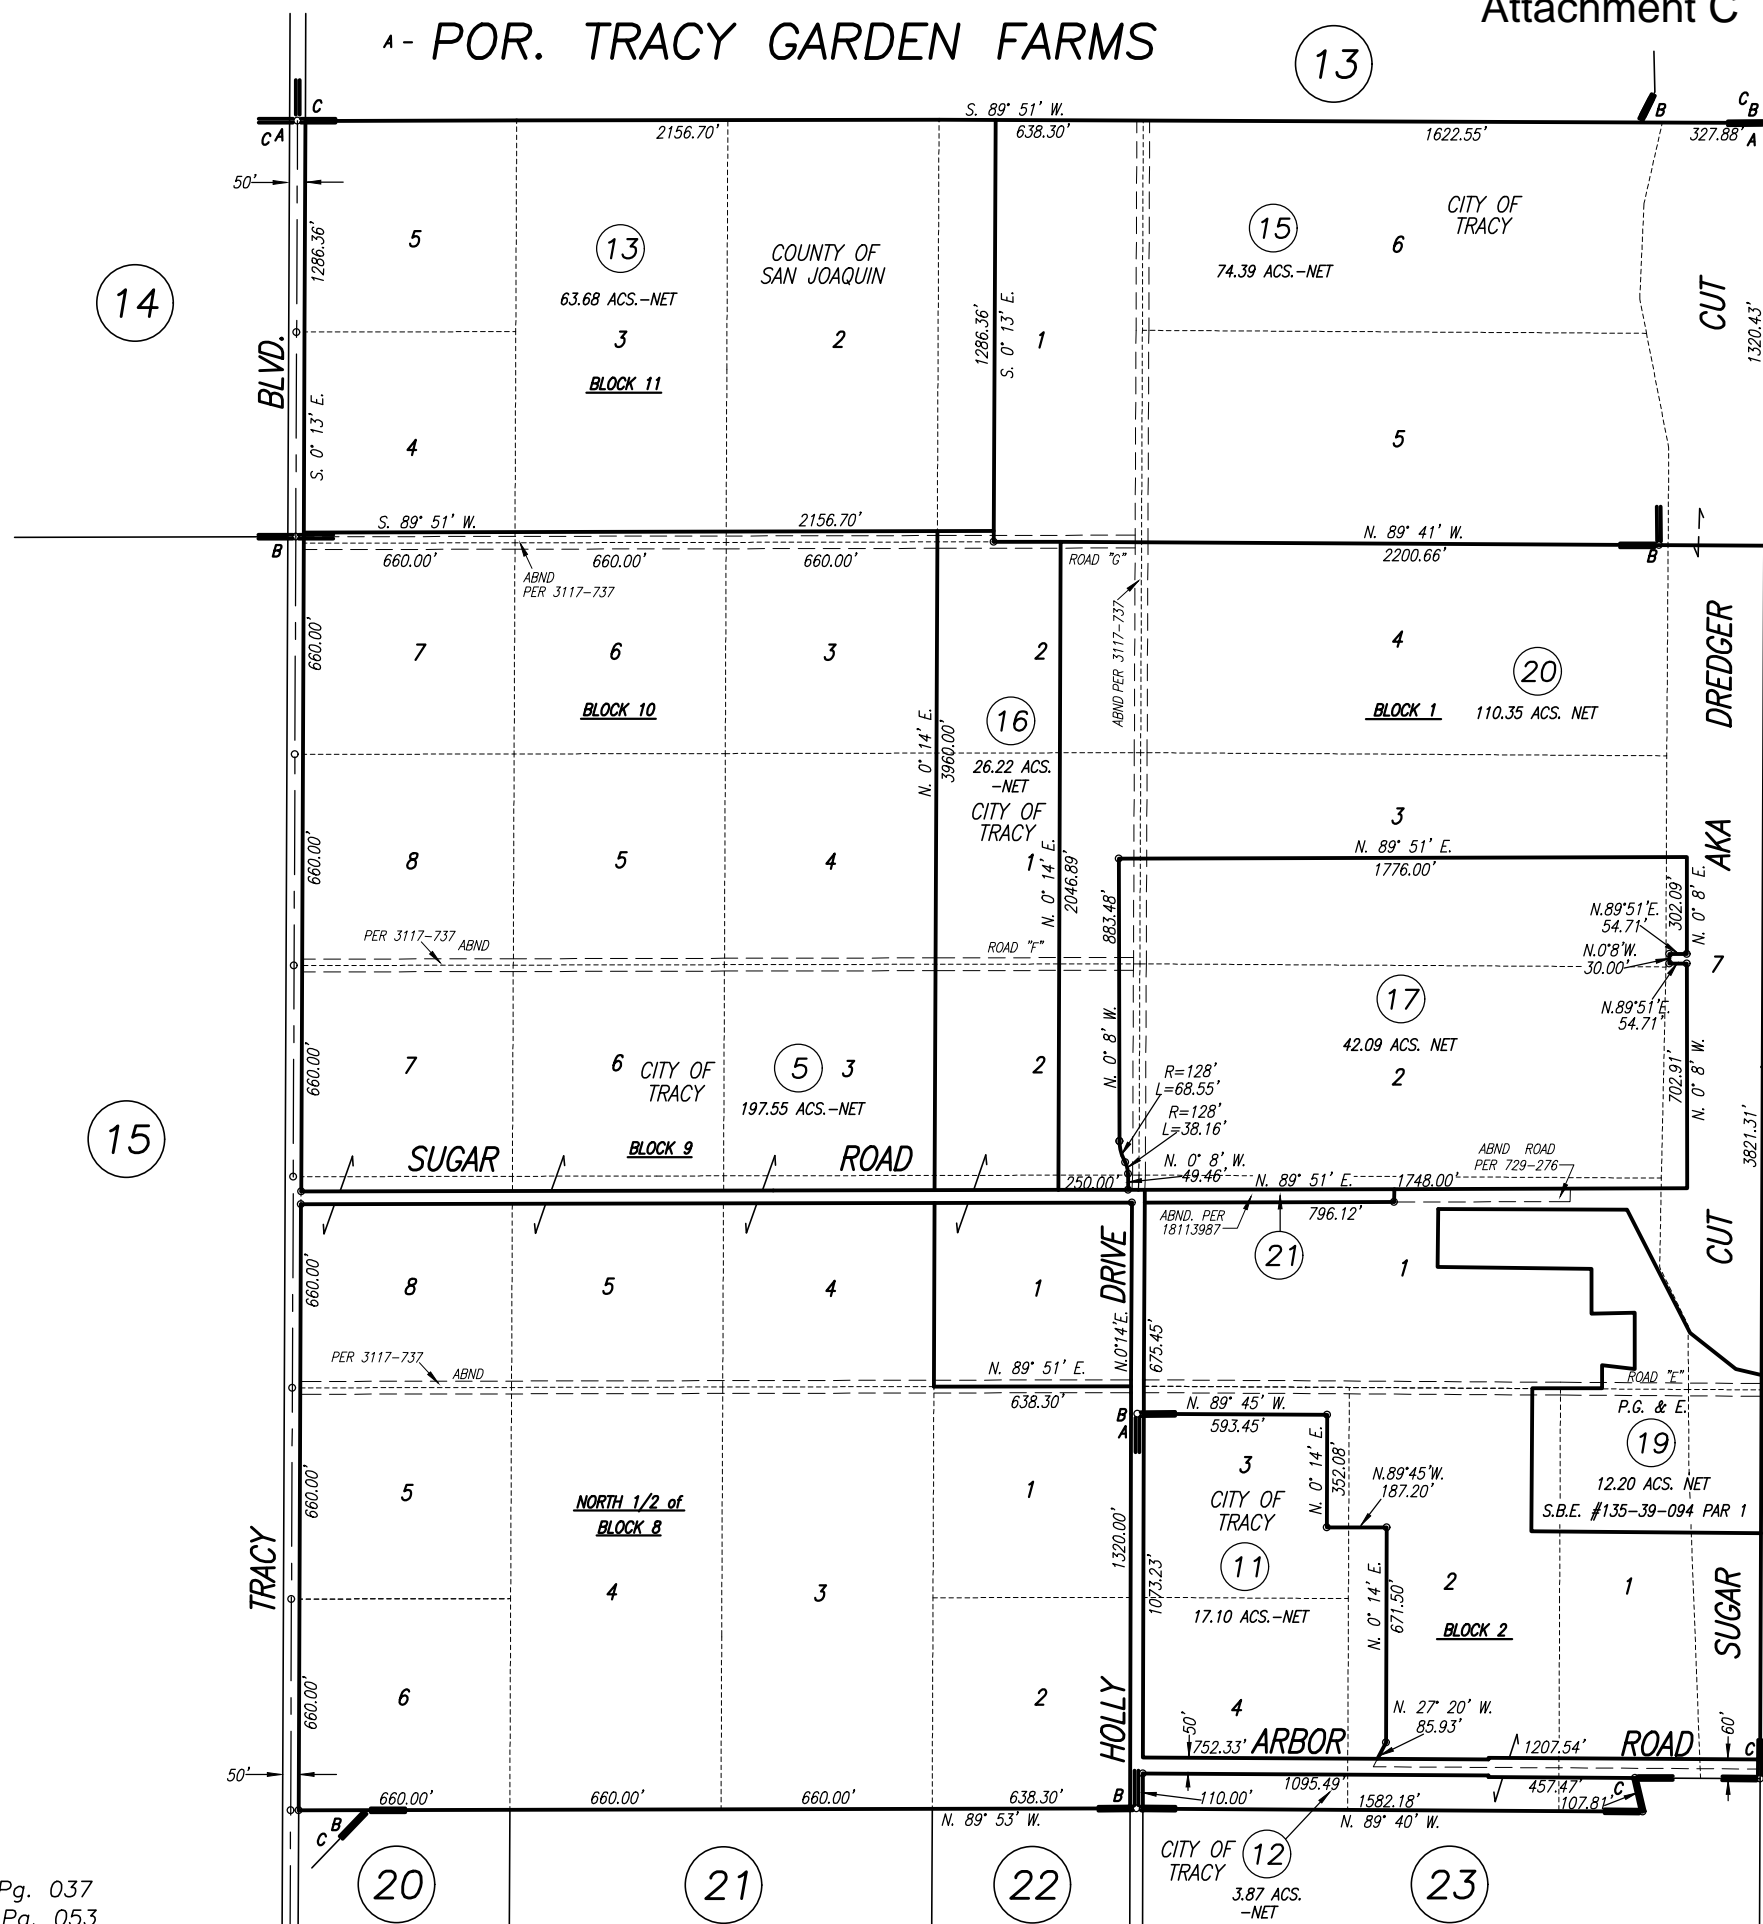 Attachment C
A - POR. TRACY GARDEN FARMS
13
C
C A
B
C
B
A
S. 89° 51' W.
2156.70'
638.30'
1622.55'
327.88'
50'
1286.36'
S. 0° 13' E.
5
13
63.68 ACS.-NET
COUNTY OF
SAN JOAQUIN
3
2
BLOCK 11
4
1286.36'
S. 0° 13' E.
1
15
74.39 ACS.-NET
6
CITY OF
TRACY
5
CUT
1320.43'
14
BLVD.
S. 89° 51' W.
2156.70'
B
660.00'
660.00'
660.00'
ABND
PER 3117-737
ROAD "G"
N. 89° 41' W.
2200.66'
B
ABND PER 3117-737
660.00'
7
6
3
2
BLOCK 10
N. 0° 14' E.
3960.00'
16
26.22 ACS.
-NET
CITY OF
TRACY
4
20
BLOCK 1
110.35 ACS. NET
DREDGER
AKA
3
N. 89° 51' E.
1776.00'
660.00'
8
5
4
1
N. 0° 14' E.
2046.89'
883.48'
N. 0° 8' W.
302.09'
N. 0° 8' E.
N.89°51'E.
54.71'
N.0°8'W.
30.00'
N.89°51'E.
54.71'
7
PER 3117-737
ABND
ROAD "F"
17
42.09 ACS. NET
2
702.91'
N. 0° 8' W.
3821.31'
660.00'
7
6
CITY OF
TRACY
5
3
197.55 ACS.-NET
2
BLOCK 9
15
SUGAR
ROAD
R=128'
L=68.55'
R=128'
L=38.16'
N. 0° 8' W.
49.46'
250.00'
N. 89° 51' E.
1748.00'
ABND ROAD
PER 729-276
ABND. PER
18113987
796.12'
21
CUT
660.00'
8
5
4
1
DRIVE
N.0°14'E.
675.45'
1
PER 3117-737
ABND
N. 89° 51' E.
638.30'
ROAD "E"
P.G. & E.
19
12.20 ACS. NET
S.B.E. #135-39-094 PAR 1
B
A
N. 89° 45' W.
593.45'
N. 0° 14' E.
352.08'
N.89°45'W.
187.20'
3
CITY OF
TRACY
11
17.10 ACS.-NET
660.00'
5
NORTH 1/2 of
BLOCK 8
1
1320.00'
1073.23'
N. 0° 14' E.
671.50'
2
BLOCK 2
1
SUGAR
TRACY
4
3
660.00'
6
2
HOLLY
4
N. 27° 20' W.
85.93'
50'
752.33'
ARBOR
1207.54'
ROAD
60'
C
50'
660.00'
660.00'
660.00'
638.30'
N. 89° 53' W.
B
110.00'
1095.49'
1582.18'
N. 89° 40' W.
457.47'
107.81'
C
B
C
CITY OF
TRACY
12
3.87 ACS.
-NET
20
21
22
23
Pg. 037
Pg. 053